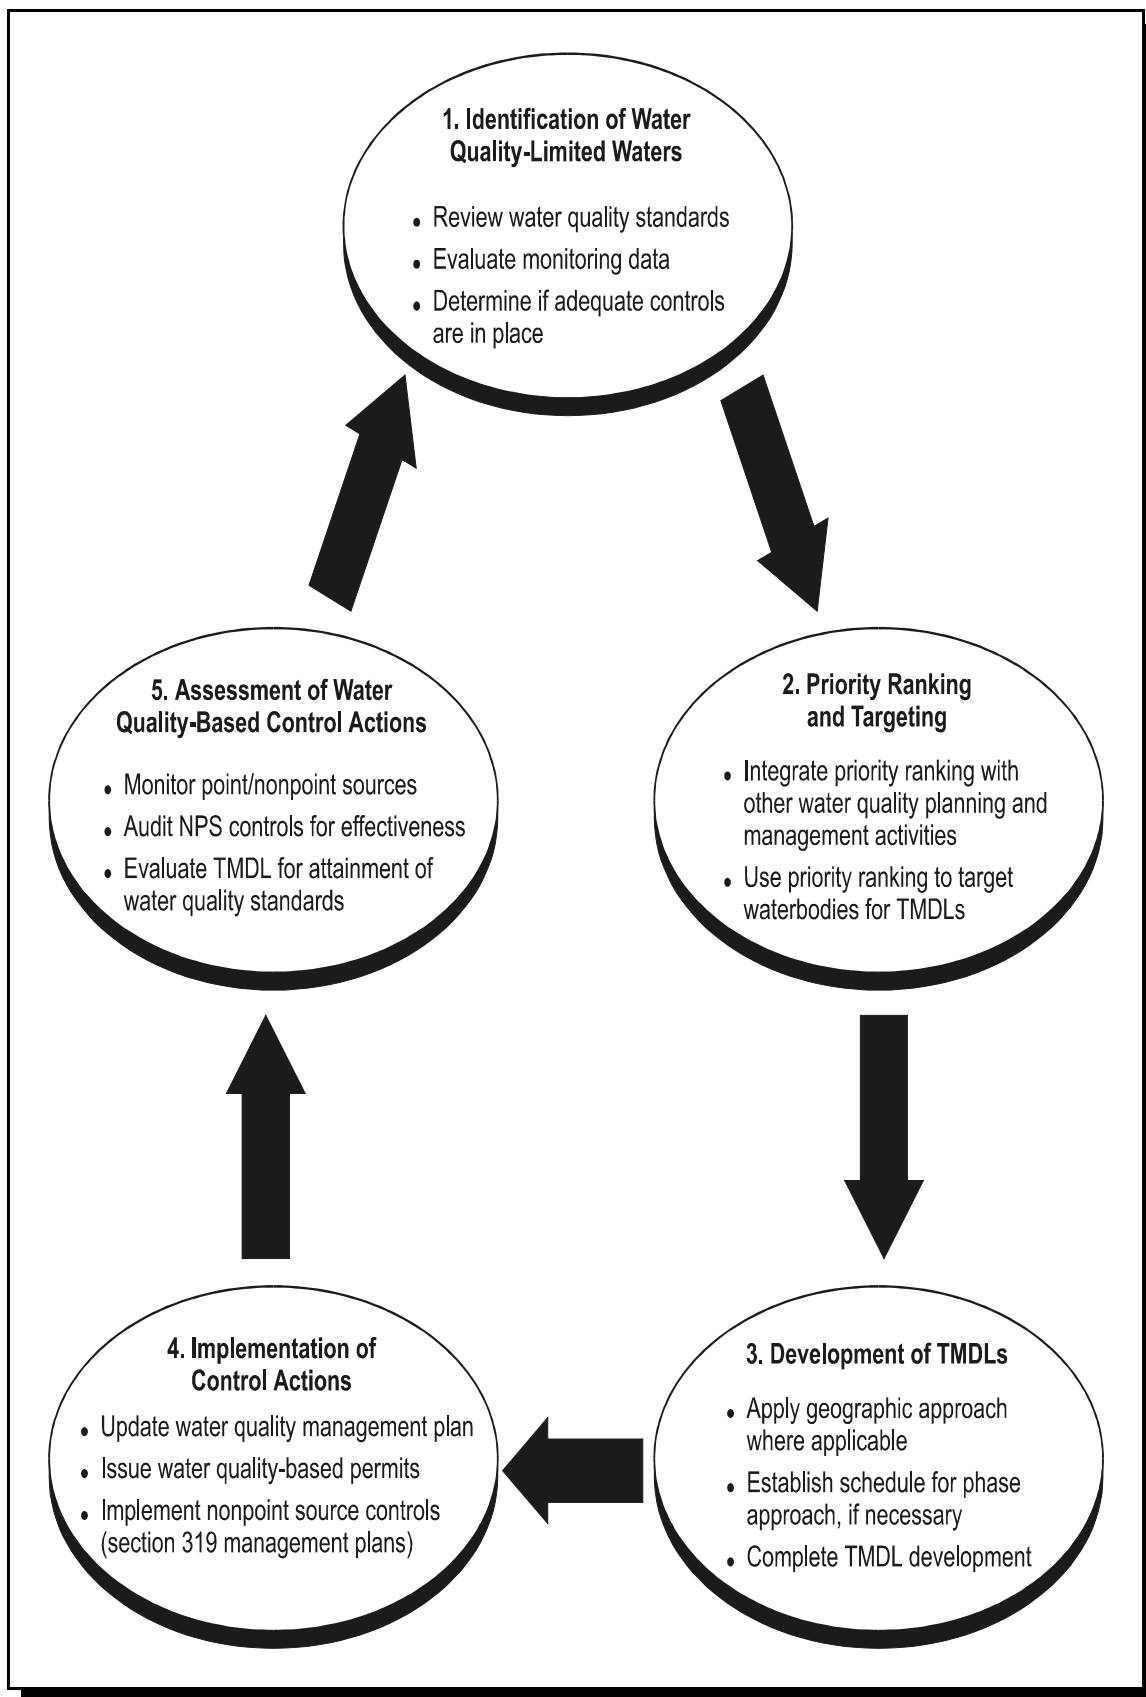 1. Identification of Water
Quality-Limited Waters
• Review water quality standards
• Evaluate monitoring data
• Determine if adequate controls
are in place
2. Priority Ranking
and Targeting
• Integrate priority ranking with
other water quality planning and
management activities
• Use priority ranking to target
waterbodies for TMDLs
3. Development of TMDLs
• Apply geographic approach
where applicable
• Establish schedule for phase
approach, if necessary
• Complete TMDL development
4. Implementation of
Control Actions
• Update water quality management plan
• Issue water quality-based permits
• Implement nonpoint source controls
(section 319 management plans)
5. Assessment of Water
Quality-Based Control Actions
• Monitor point/nonpoint sources
• Audit NPS controls for effectiveness
• Evaluate TMDL for attainment of
water quality standards